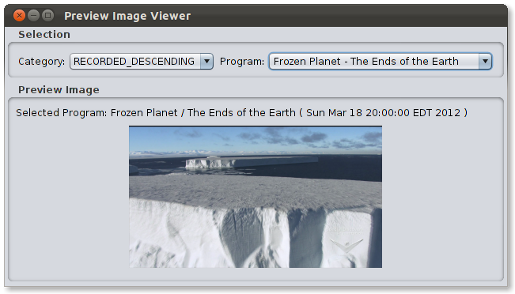 Preview Image Viewer
Selection
Category: RECORDED_DESCENDING Program: Frozen Planet - The Ends of the Earth
Preview Image
Selected Program: Frozen Planet / The Ends of the Earth ( Sun Mar 18 20:00:00 EDT 2012 )